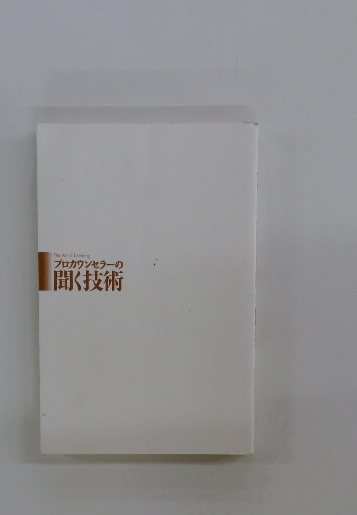 The Art of Listening
プロカウンセラーの
聞く技術